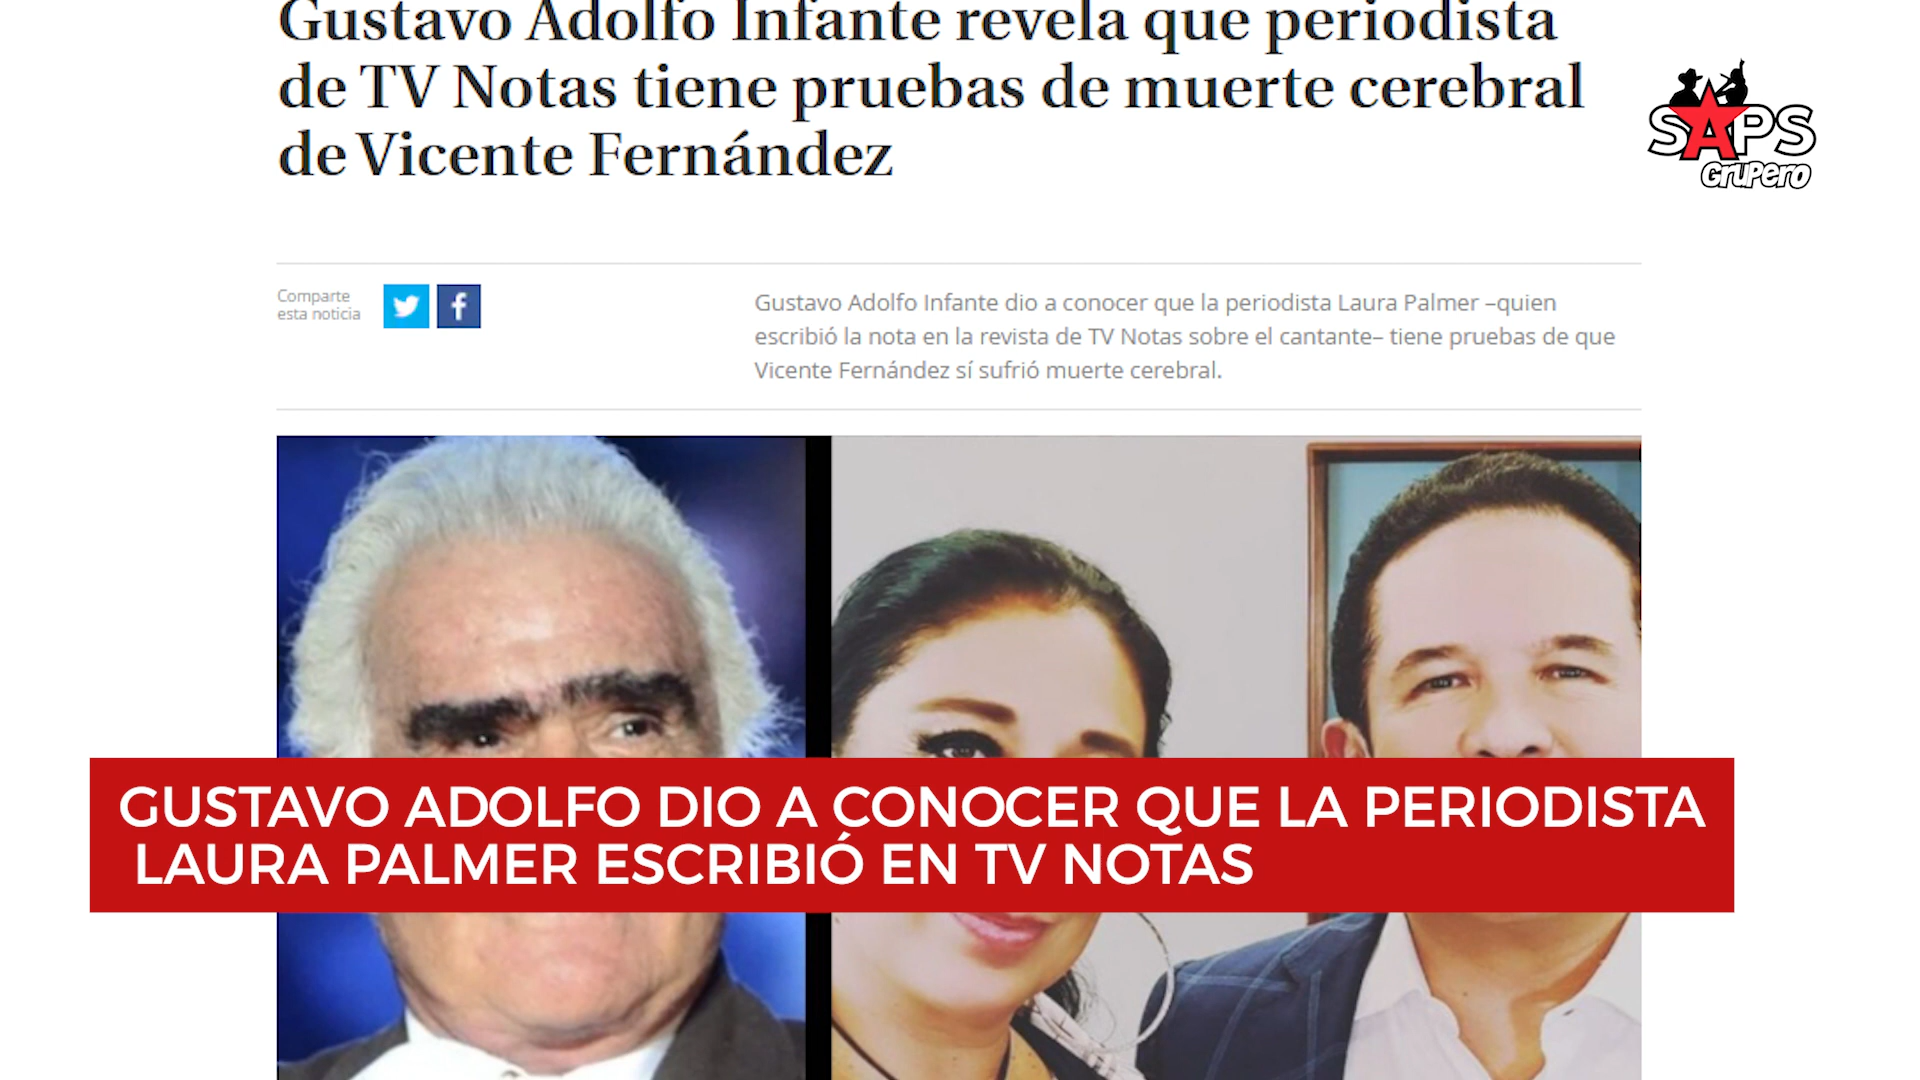 Gustavo Adolfo Infante revela que periodista
de TV Notas tiene pruebas de muerte cerebral
de Vicente Fernández
SAPS
GRUPERO
Comparte
esta noticia
Gustavo Adolfo Infante dio a conocer que la periodista Laura Palmer –quien
escribió la nota en la revista de TV Notas sobre el cantante– tiene pruebas de que
Vicente Fernández sí sufrió muerte cerebral.
GUSTAVO ADOLFO DIO A CONOCER QUE LA PERIODISTA
LAURA PALMER ESCRIBIÓ EN TV NOTAS